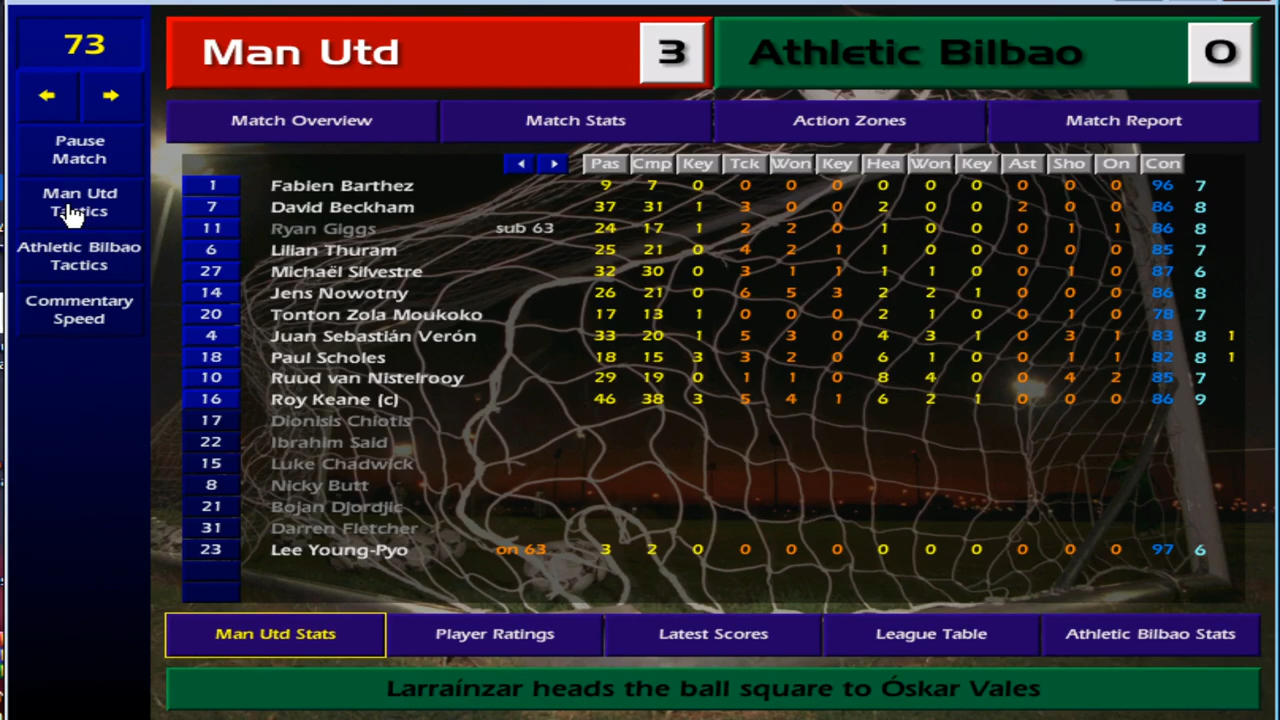 73
Man Utd 3 Athletic Bilbao 0
Match Overview Match Stats Action Zones Match Report
Pause
Match
Man Utd
Tactics
Athletic Bilbao
Tactics
Commentary
Speed
Pas Cmp Key Tck Won Key Hea Won Key Ast Sho On Con
1 Fabien Barthez 9 7 0 0 0 0 0 0 0 0 0 0 96 7
7 David Beckham 37 31 1 3 0 0 2 0 0 2 0 0 86 8
11 Ryan Giggs sub 63 24 17 1 2 2 0 1 0 0 0 1 1 86 8
6 Lilian Thuram 25 21 0 4 2 1 1 0 0 0 0 0 85 7
27 Michaël Silvestre 32 30 0 3 1 1 1 1 0 0 1 0 87 6
14 Jens Nowotny 26 21 0 6 5 3 2 2 1 0 0 0 86 8
20 Tonton Zola Moukoko 17 13 1 0 0 0 2 1 0 0 1 0 78 7
4 Juan Sebastián Verón 33 20 1 5 3 0 4 3 1 0 3 1 83 8 1
18 Paul Scholes 18 15 3 3 2 0 6 1 0 0 1 1 82 8 1
10 Ruud van Nistelrooy 29 19 0 1 1 0 8 4 0 0 4 2 85 7
16 Roy Keane (c) 46 38 3 5 4 1 6 2 1 0 0 0 86 9
17 Dionisis Chiotis
22 Ibrahim Said
15 Luke Chadwick
8 Nicky Butt
21 Bojan Djordjic
31 Darren Fletcher
23 Lee Young-Pyo on 63 3 2 0 0 0 0 0 0 0 0 0 0 97 6
Man Utd Stats Player Ratings Latest Scores League Table Athletic Bilbao Stats
Larraínzar heads the ball square to Óskar Vales